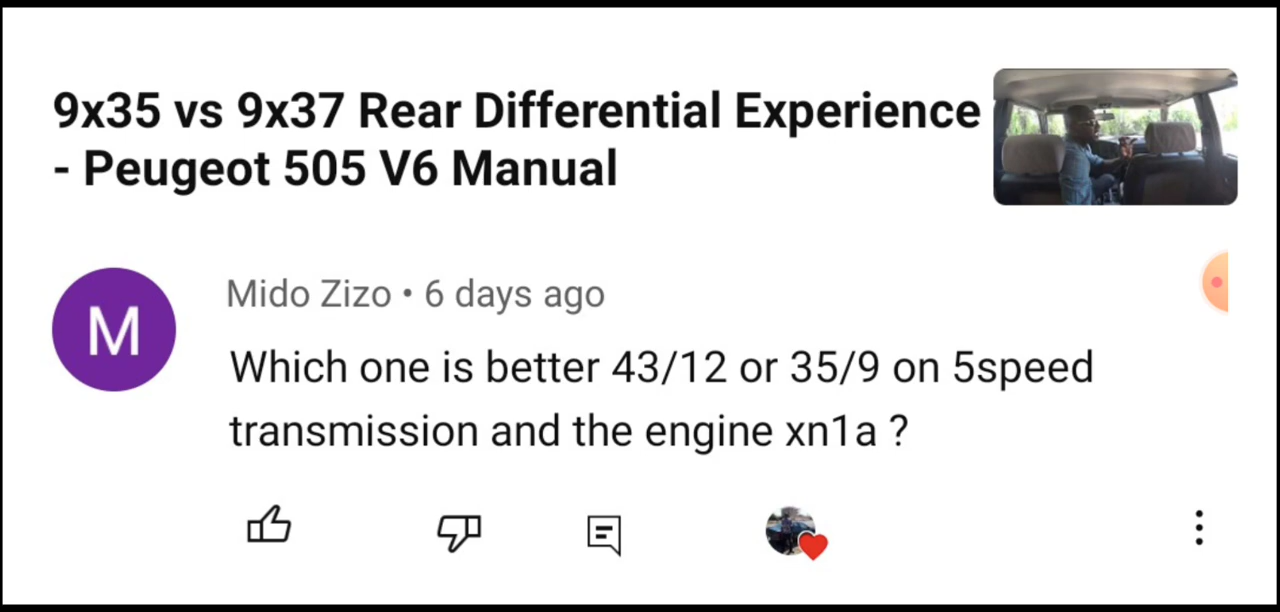 9x35 vs 9x37 Rear Differential Experience
- Peugeot 505 V6 Manual
M
Mido Zizo • 6 days ago
Which one is better 43/12 or 35/9 on 5speed
transmission and the engine xn1a ?